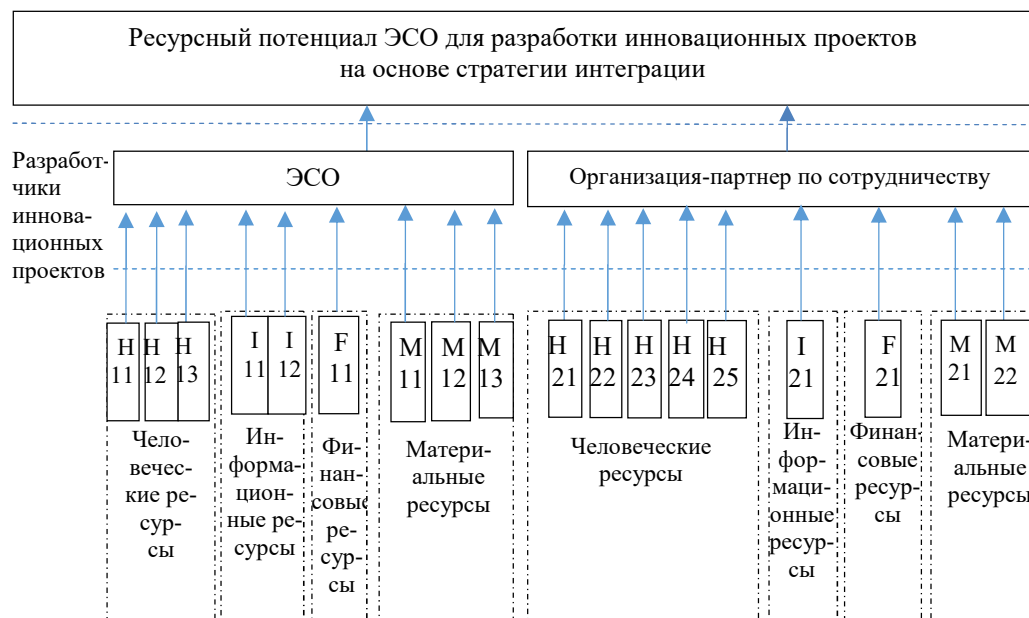 Ресурсный потенциал ЭСО для разработки инновационных проектов
на основе стратегии интеграции
Разработ-
чики
иннова-
ционных
проектов
ЭСО
Организация-партнер по сотрудничеству
H
11
H
12
H
13
I
11
I
12
F
11
M
11
M
12
M
13
H
21
H
22
H
23
H
24
H
25
I
21
F
21
M
21
M
22
Чело-
вечес-
кие ре-
сур-
сы
Ин-
форма-
цион-
ные ре-
сурсы
Фи-
нан-
совые
ре-
сур-
сы
Матери-
альные
ресурсы
Человеческие
ресурсы
Ин-
фор-
маци-
онные
ресур-
сы
Финан-
совые
ресур-
сы
Матери-
альные
ресурсы